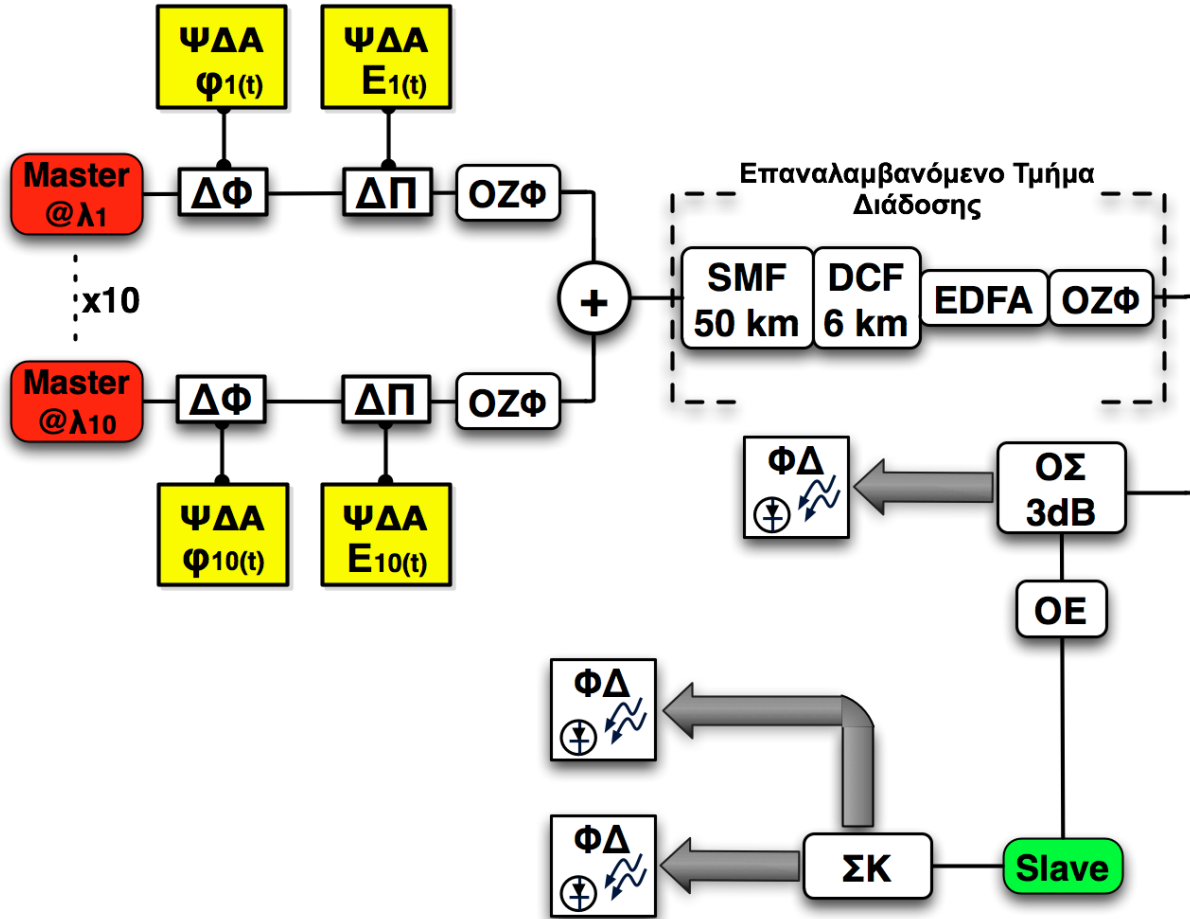 ΨΔΑ
φ1(t)
ΨΔΑ
E1(t)
Master
@λ1
ΔΦ
ΔΠ
ΟΖΦ
x10
Master
@λ10
ΔΦ
ΔΠ
ΟΖΦ
ΨΔΑ
φ10(t)
ΨΔΑ
E10(t)
+
Επαναλαμβανόμενο Τμήμα
Διάδοσης
SMF
50 km
DCF
6 km
EDFA
ΟΖΦ
ΦΔ
ΟΣ
3dB
ΟΕ
ΦΔ
ΦΔ
ΣΚ
Slave